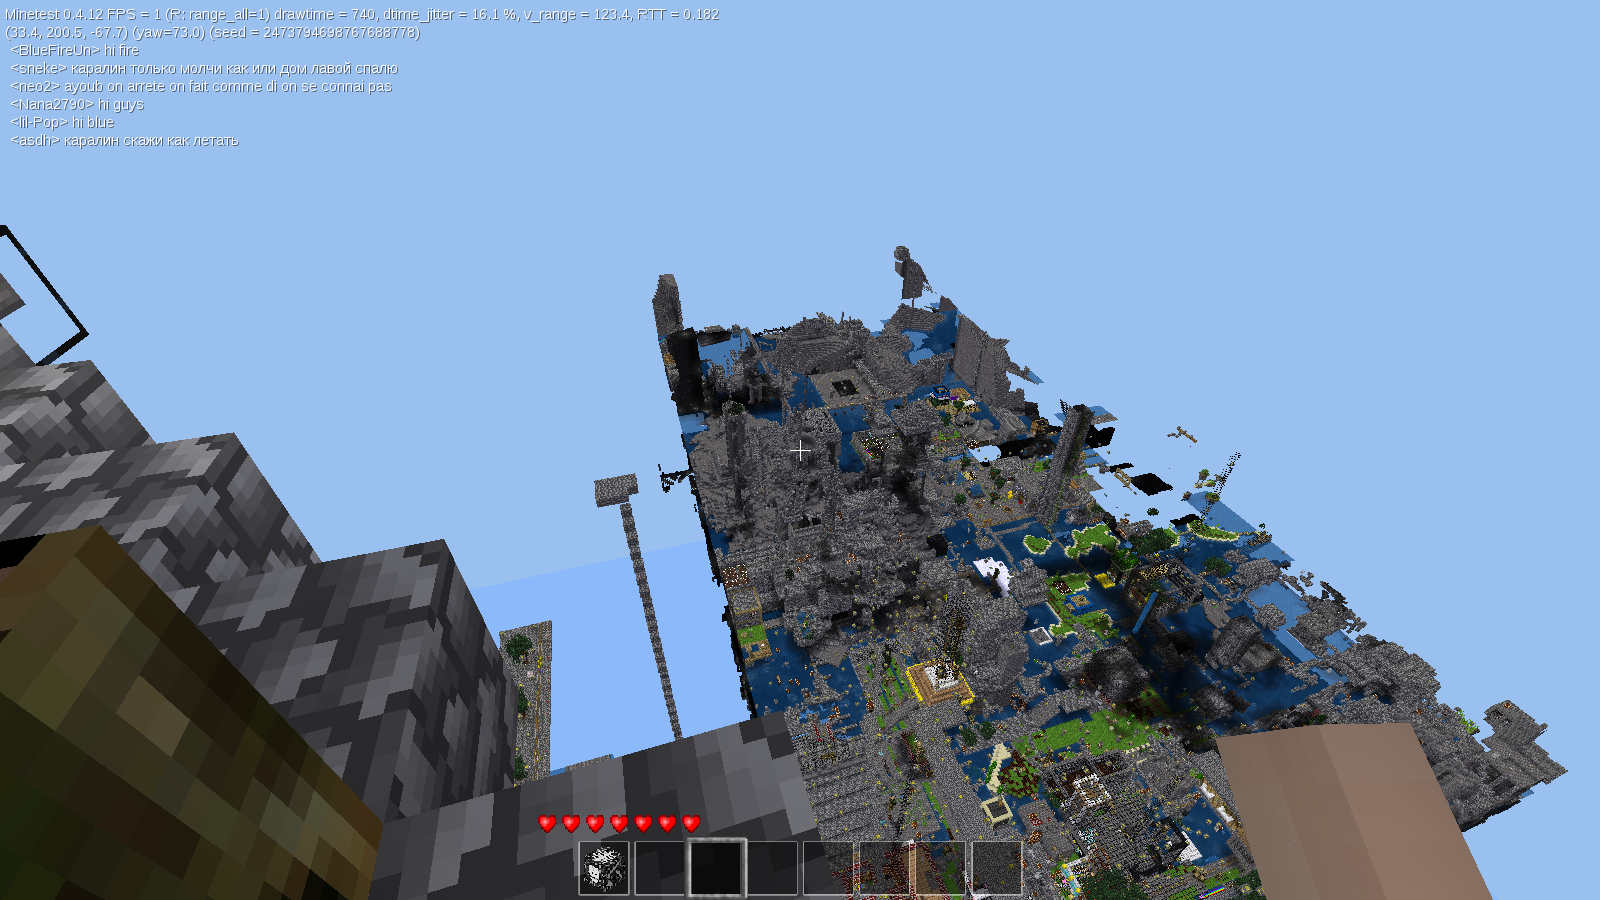 Minetest 0.4.12 FPS = 1 (R: range_all=1) drawtime = 740, dtime_jitter = 16.1 %, v_range = 123.4, RTT = 0.182
(33.4, 200.5, -67.7) (yaw=73.0) (seed = 2473794698767688778)
<BlueFireUn> hi fire
<sneke> каралин только молчи как или дом лавой спалю
<neo2> ayoub on arrete on fait comme di on se connai pas
<Nana2790> hi guys
<lil-Pop> hi blue
<asdh> каралин скажи как летать